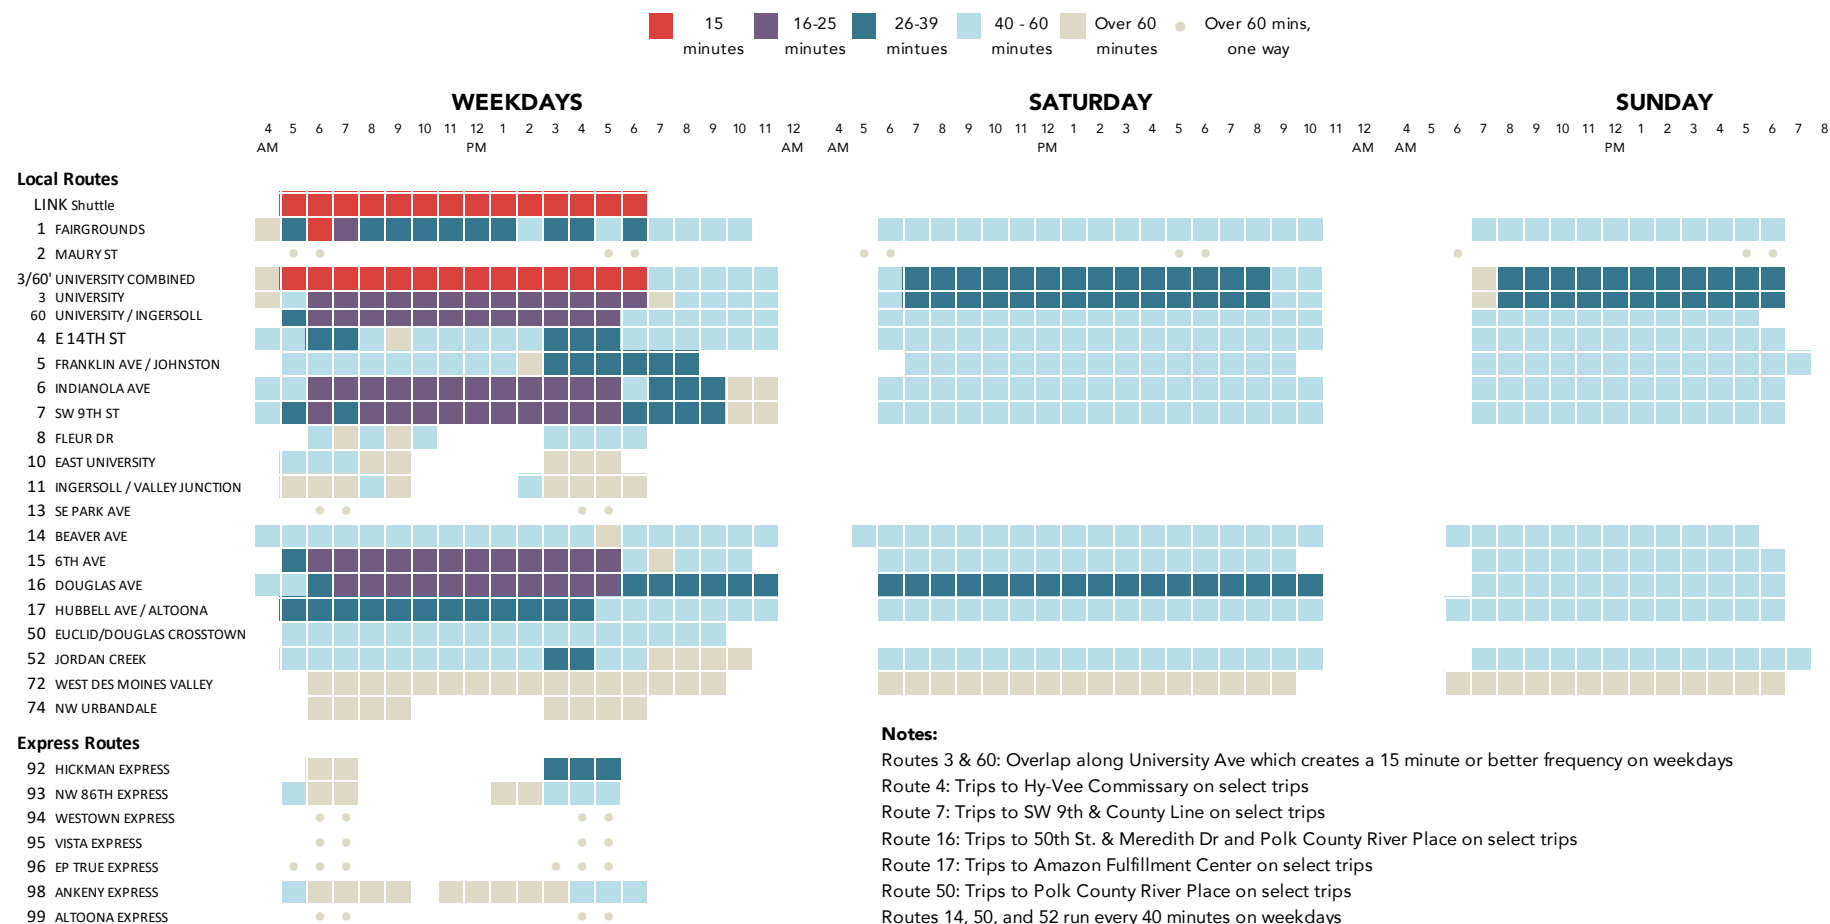 15 16-25 26-39 40 - 60 Over 60 Over 60 mins,
minutes minutes mintues minutes minutes one way
WEEKDAYS SATURDAY SUNDAY
4 5 6 7 8 9 10 11 12 1 2 3 4 5 6 7 8 9 10 11 12 4 5 6 7 8 9 10 11 12 1 2 3 4 5 6 7 8 9 10 11 12 4 5 6 7 8 9 10 11 12 1 2 3 4 5 6 7 8
AM PM AM AM PM AM AM PM
Local Routes
LINK Shuttle
1 FAIRGROUNDS
2 MAURY ST
3/60' UNIVERSITY COMBINED
3 UNIVERSITY
60 UNIVERSITY / INGERSOLL
4 E 14TH ST
5 FRANKLIN AVE / JOHNSTON
6 INDIANOLA AVE
7 SW 9TH ST
8 FLEUR DR
10 EAST UNIVERSITY
11 INGERSOLL / VALLEY JUNCTION
13 SE PARK AVE
14 BEAVER AVE
15 6TH AVE
16 DOUGLAS AVE
17 HUBBELL AVE / ALTOONA
50 EUCLID/DOUGLAS CROSSTOWN
52 JORDAN CREEK
72 WEST DES MOINES VALLEY
74 NW URBANDALE
Express Routes
92 HICKMAN EXPRESS
93 NW 86TH EXPRESS
94 WESTOWN EXPRESS
95 VISTA EXPRESS
96 EP TRUE EXPRESS
98 ANKENY EXPRESS
99 ALTOONA EXPRESS
Notes:
Routes 3 & 60: Overlap along University Ave which creates a 15 minute or better frequency on weekdays
Route 4: Trips to Hy-Vee Commissary on select trips
Route 7: Trips to SW 9th & County Line on select trips
Route 16: Trips to 50th St. & Meredith Dr and Polk County River Place on select trips
Route 17: Trips to Amazon Fulfillment Center on select trips
Route 50: Trips to Polk County River Place on select trips
Routes 14, 50, and 52 run every 40 minutes on weekdays